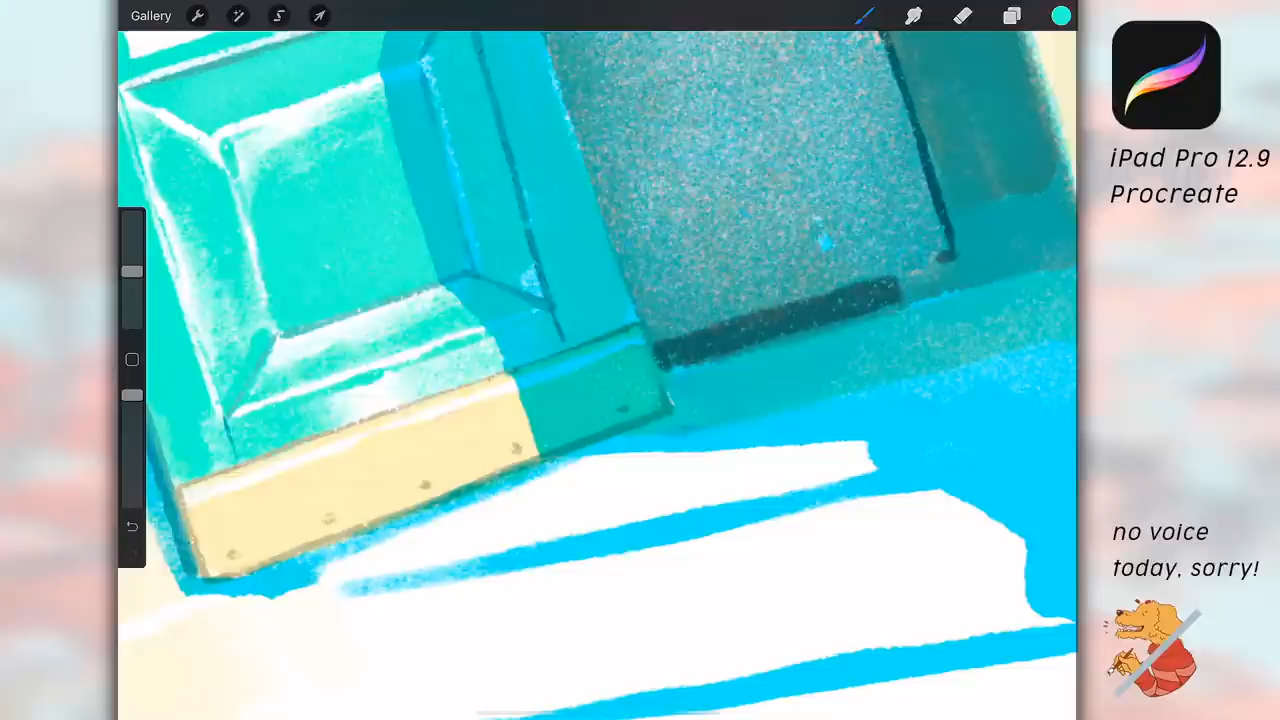 Gallery
iPad Pro 12.9
Procreate
no voice
today, sorry!